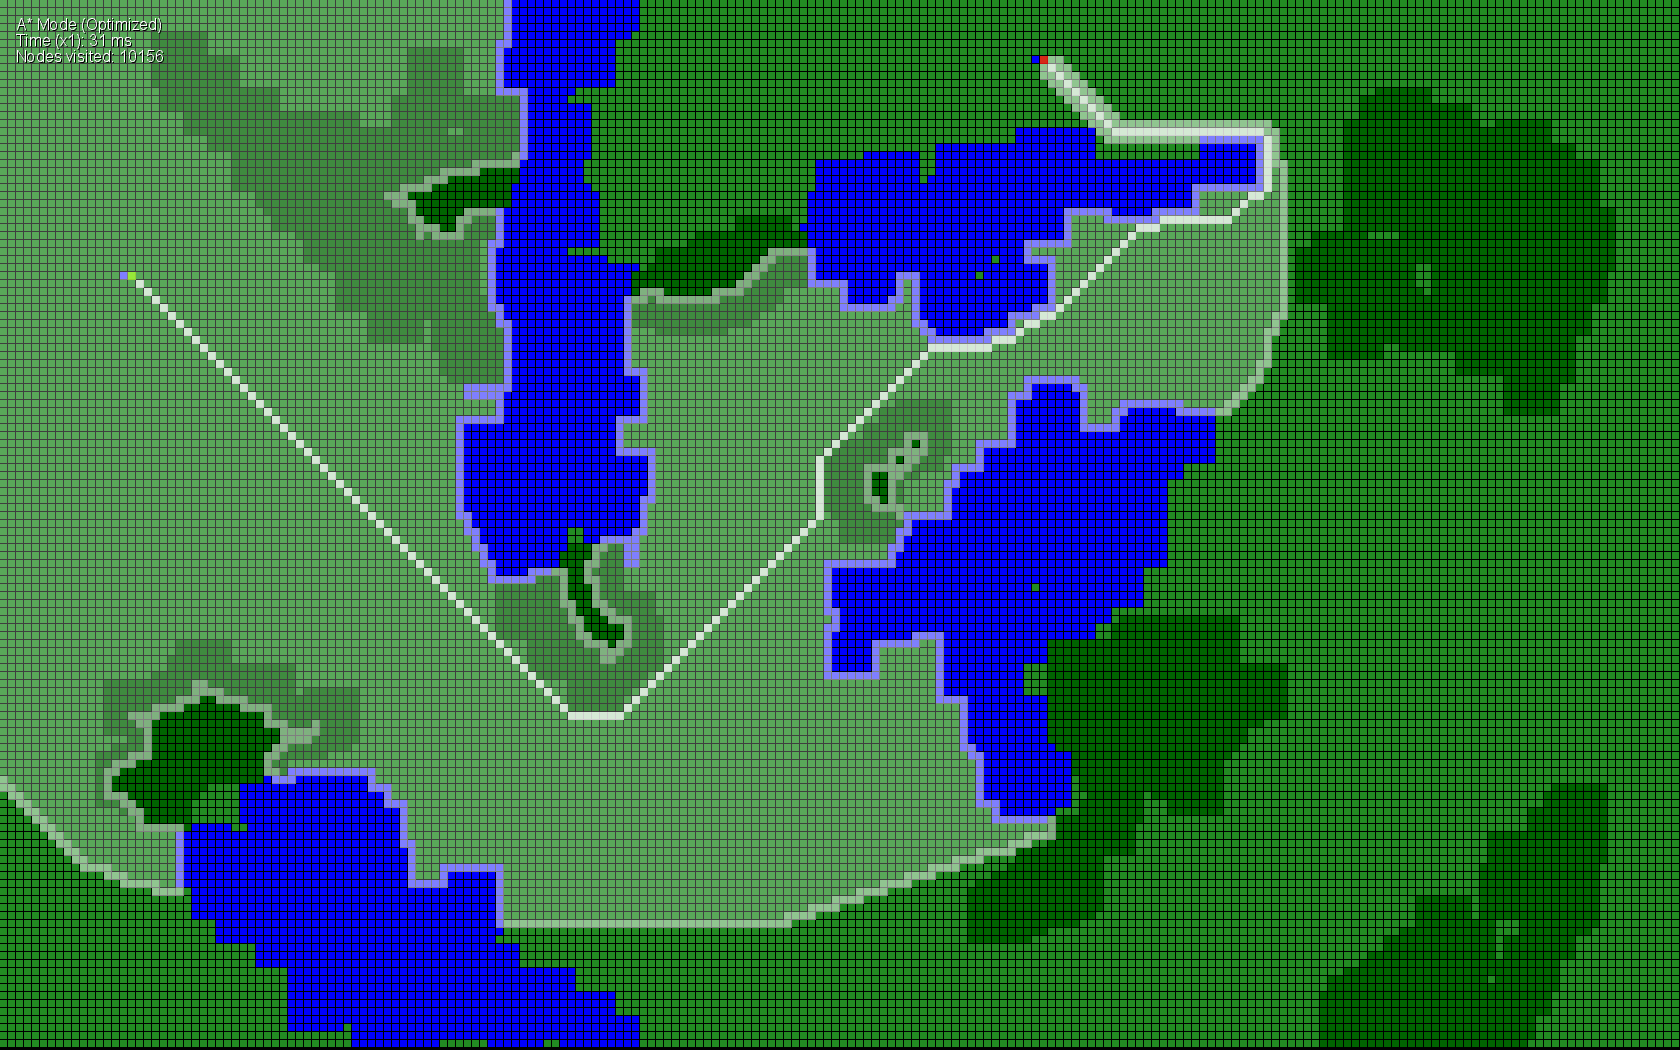 A* Mode (Optimized)
Time (x1): 31 ms
Nodes visited: 10156